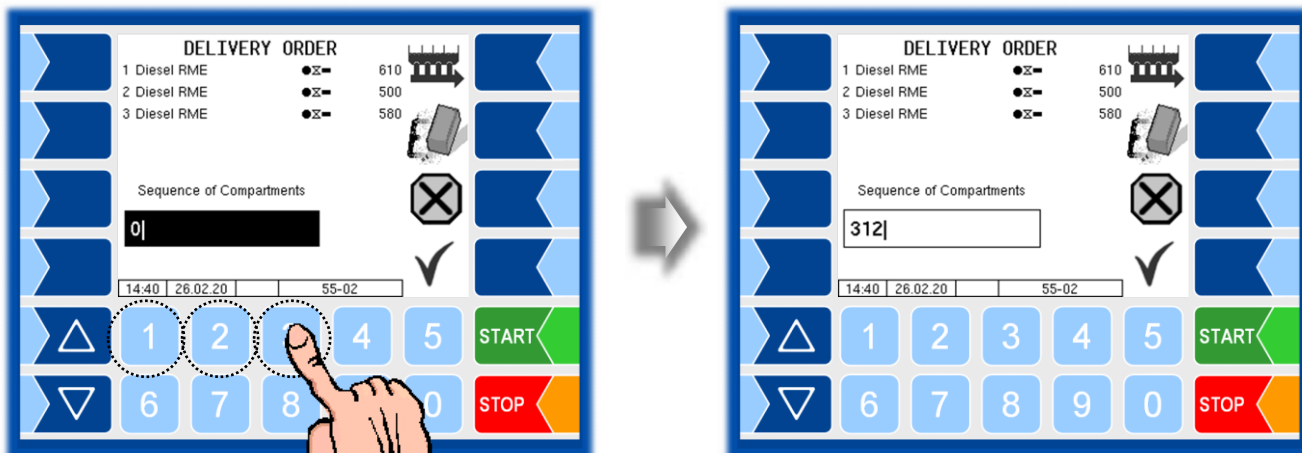 DELIVERY ORDER
1 Diesel RME 610
2 Diesel RME 500
3 Diesel RME 580
Sequence of Compartments
0
14:40 26.02.20 55-02
1 2 4 5 START
6 7 8 0 STOP
DELIVERY ORDER
1 Diesel RME 610
2 Diesel RME 500
3 Diesel RME 580
Sequence of Compartments
312
14:40 26.02.20 55-02
1 2 3 4 5 START
6 7 8 9 0 STOP